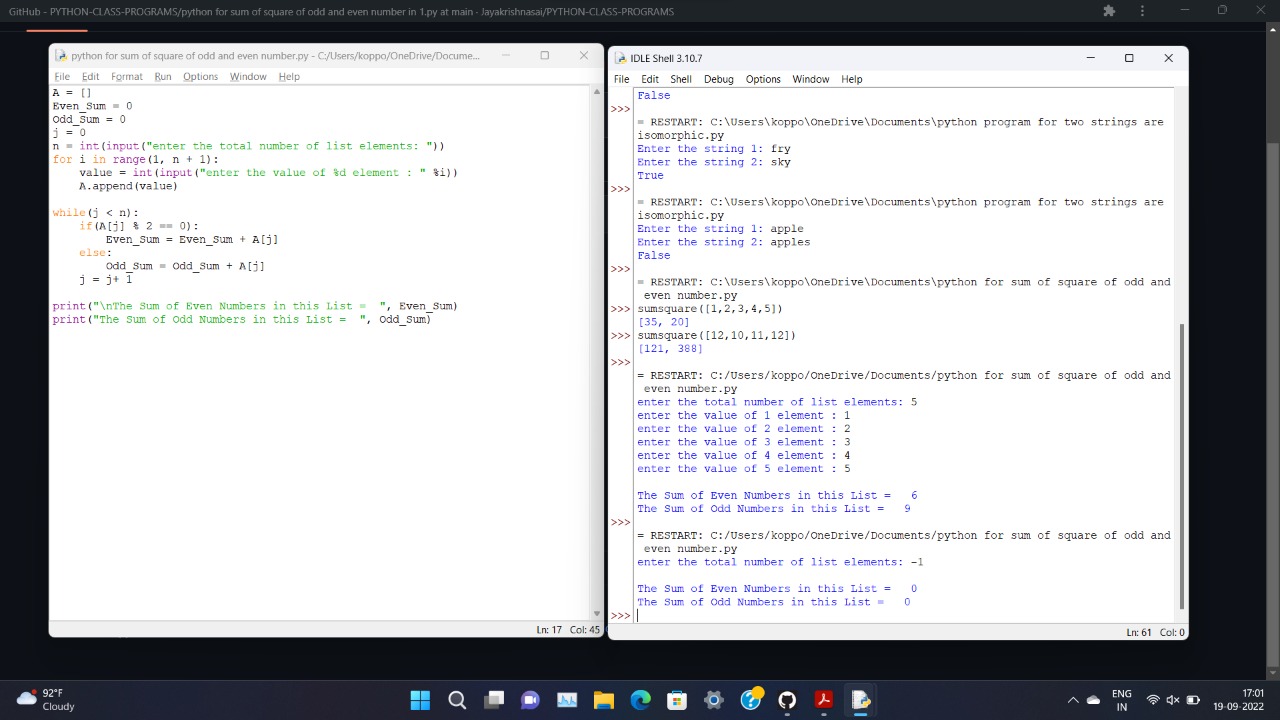 GitHub - PYTHON-CLASS-PROGRAMS/python for sum of square of odd and even number in 1.py at main - Jayakrishnasai/PYTHON-CLASS-PROGRAMS
python for sum of square of odd and even number.py - C:/Users/koppo/OneDrive/Docume...
File Edit Format Run Options Window Help
A = []
Even_Sum = 0
Odd_Sum = 0
j = 0
n = int(input("enter the total number of list elements: "))
for i in range(1, n + 1):
    value = int(input("enter the value of %d element : " %i))
    A.append(value)
while(j < n):
    if(A[j] % 2 == 0):
        Even_Sum = Even_Sum + A[j]
    else:
        Odd_Sum = Odd_Sum + A[j]
    j = j+ 1
print("\nThe Sum of Even Numbers in this List =  ", Even_Sum)
print("The Sum of Odd Numbers in this List =  ", Odd_Sum)
Ln: 17 Col: 45
IDLE Shell 3.10.7
File Edit Shell Debug Options Window Help
False
>>>
= RESTART: C:\Users\koppo\OneDrive\Documents\python program for two strings are
isomorphic.py
Enter the string 1: fry
Enter the string 2: sky
True
>>>
= RESTART: C:\Users\koppo\OneDrive\Documents\python program for two strings are
isomorphic.py
Enter the string 1: apple
Enter the string 2: apples
False
>>>
= RESTART: C:\Users\koppo\OneDrive\Documents\python for sum of square of odd and
even number.py
>>> sumsquare([1,2,3,4,5])
[35, 20]
>>> sumsquare([12,10,11,12])
[121, 388]
>>>
= RESTART: C:/Users/koppo/OneDrive/Documents/python for sum of square of odd and
even number.py
enter the total number of list elements: 5
enter the value of 1 element : 1
enter the value of 2 element : 2
enter the value of 3 element : 3
enter the value of 4 element : 4
enter the value of 5 element : 5
The Sum of Even Numbers in this List =   6
The Sum of Odd Numbers in this List =   9
>>>
= RESTART: C:/Users/koppo/OneDrive/Documents/python for sum of square of odd and
even number.py
enter the total number of list elements: -1
The Sum of Even Numbers in this List =   0
The Sum of Odd Numbers in this List =   0
>>>
Ln: 61 Col: 0
92°F
Cloudy
ENG
IN
17:01
19-09-2022